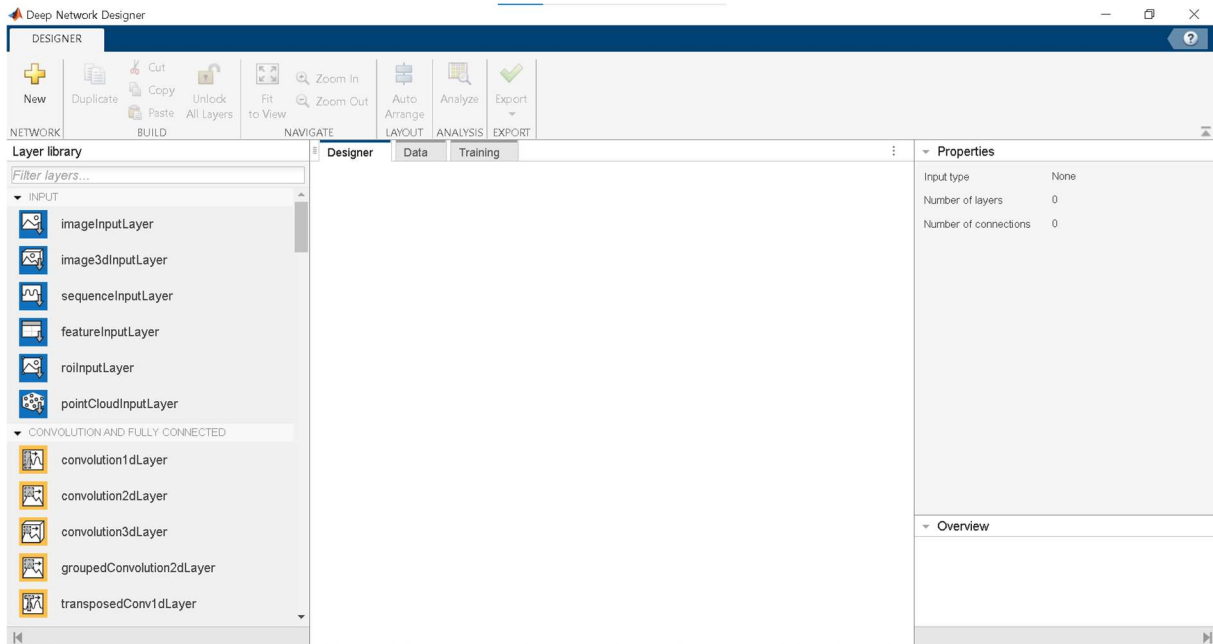 Deep Network Designer
DESIGNER
?
New
Duplicate
Cut
Copy
Paste
Unlock
All Layers
Fit
to View
Zoom In
Zoom Out
Auto
Arrange
Analyze
Export
NETWORK
BUILD
NAVIGATE
LAYOUT
ANALYSIS
EXPORT
Layer library
Filter layers...
INPUT
imageInputLayer
image3dInputLayer
sequenceInputLayer
featureInputLayer
roiInputLayer
pointCloudInputLayer
CONVOLUTION AND FULLY CONNECTED
convolution1dLayer
convolution2dLayer
convolution3dLayer
groupedConvolution2dLayer
transposedConv1dLayer
Designer
Data
Training
Properties
Input type None
Number of layers 0
Number of connections 0
Overview